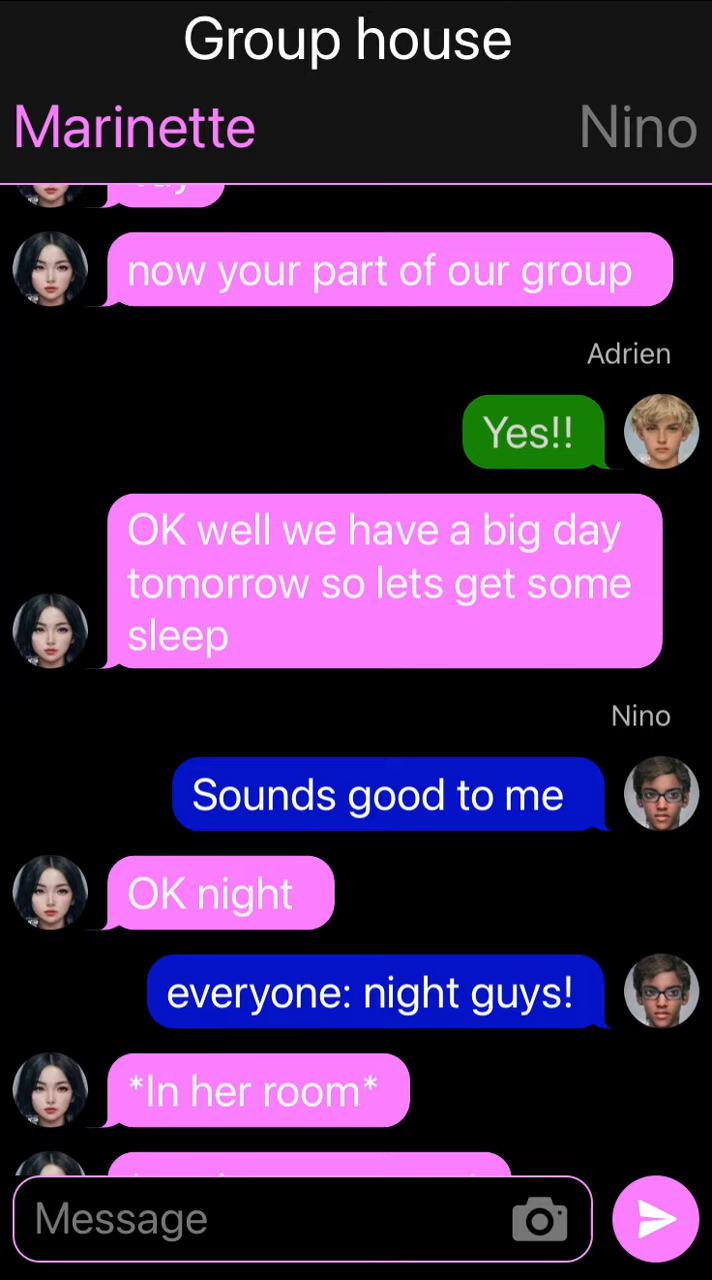 Group house
Marinette
Nino
now your part of our group
Adrien
Yes!!
OK well we have a big day
tomorrow so lets get some
sleep
Nino
Sounds good to me
OK night
everyone: night guys!
*In her room*
Message